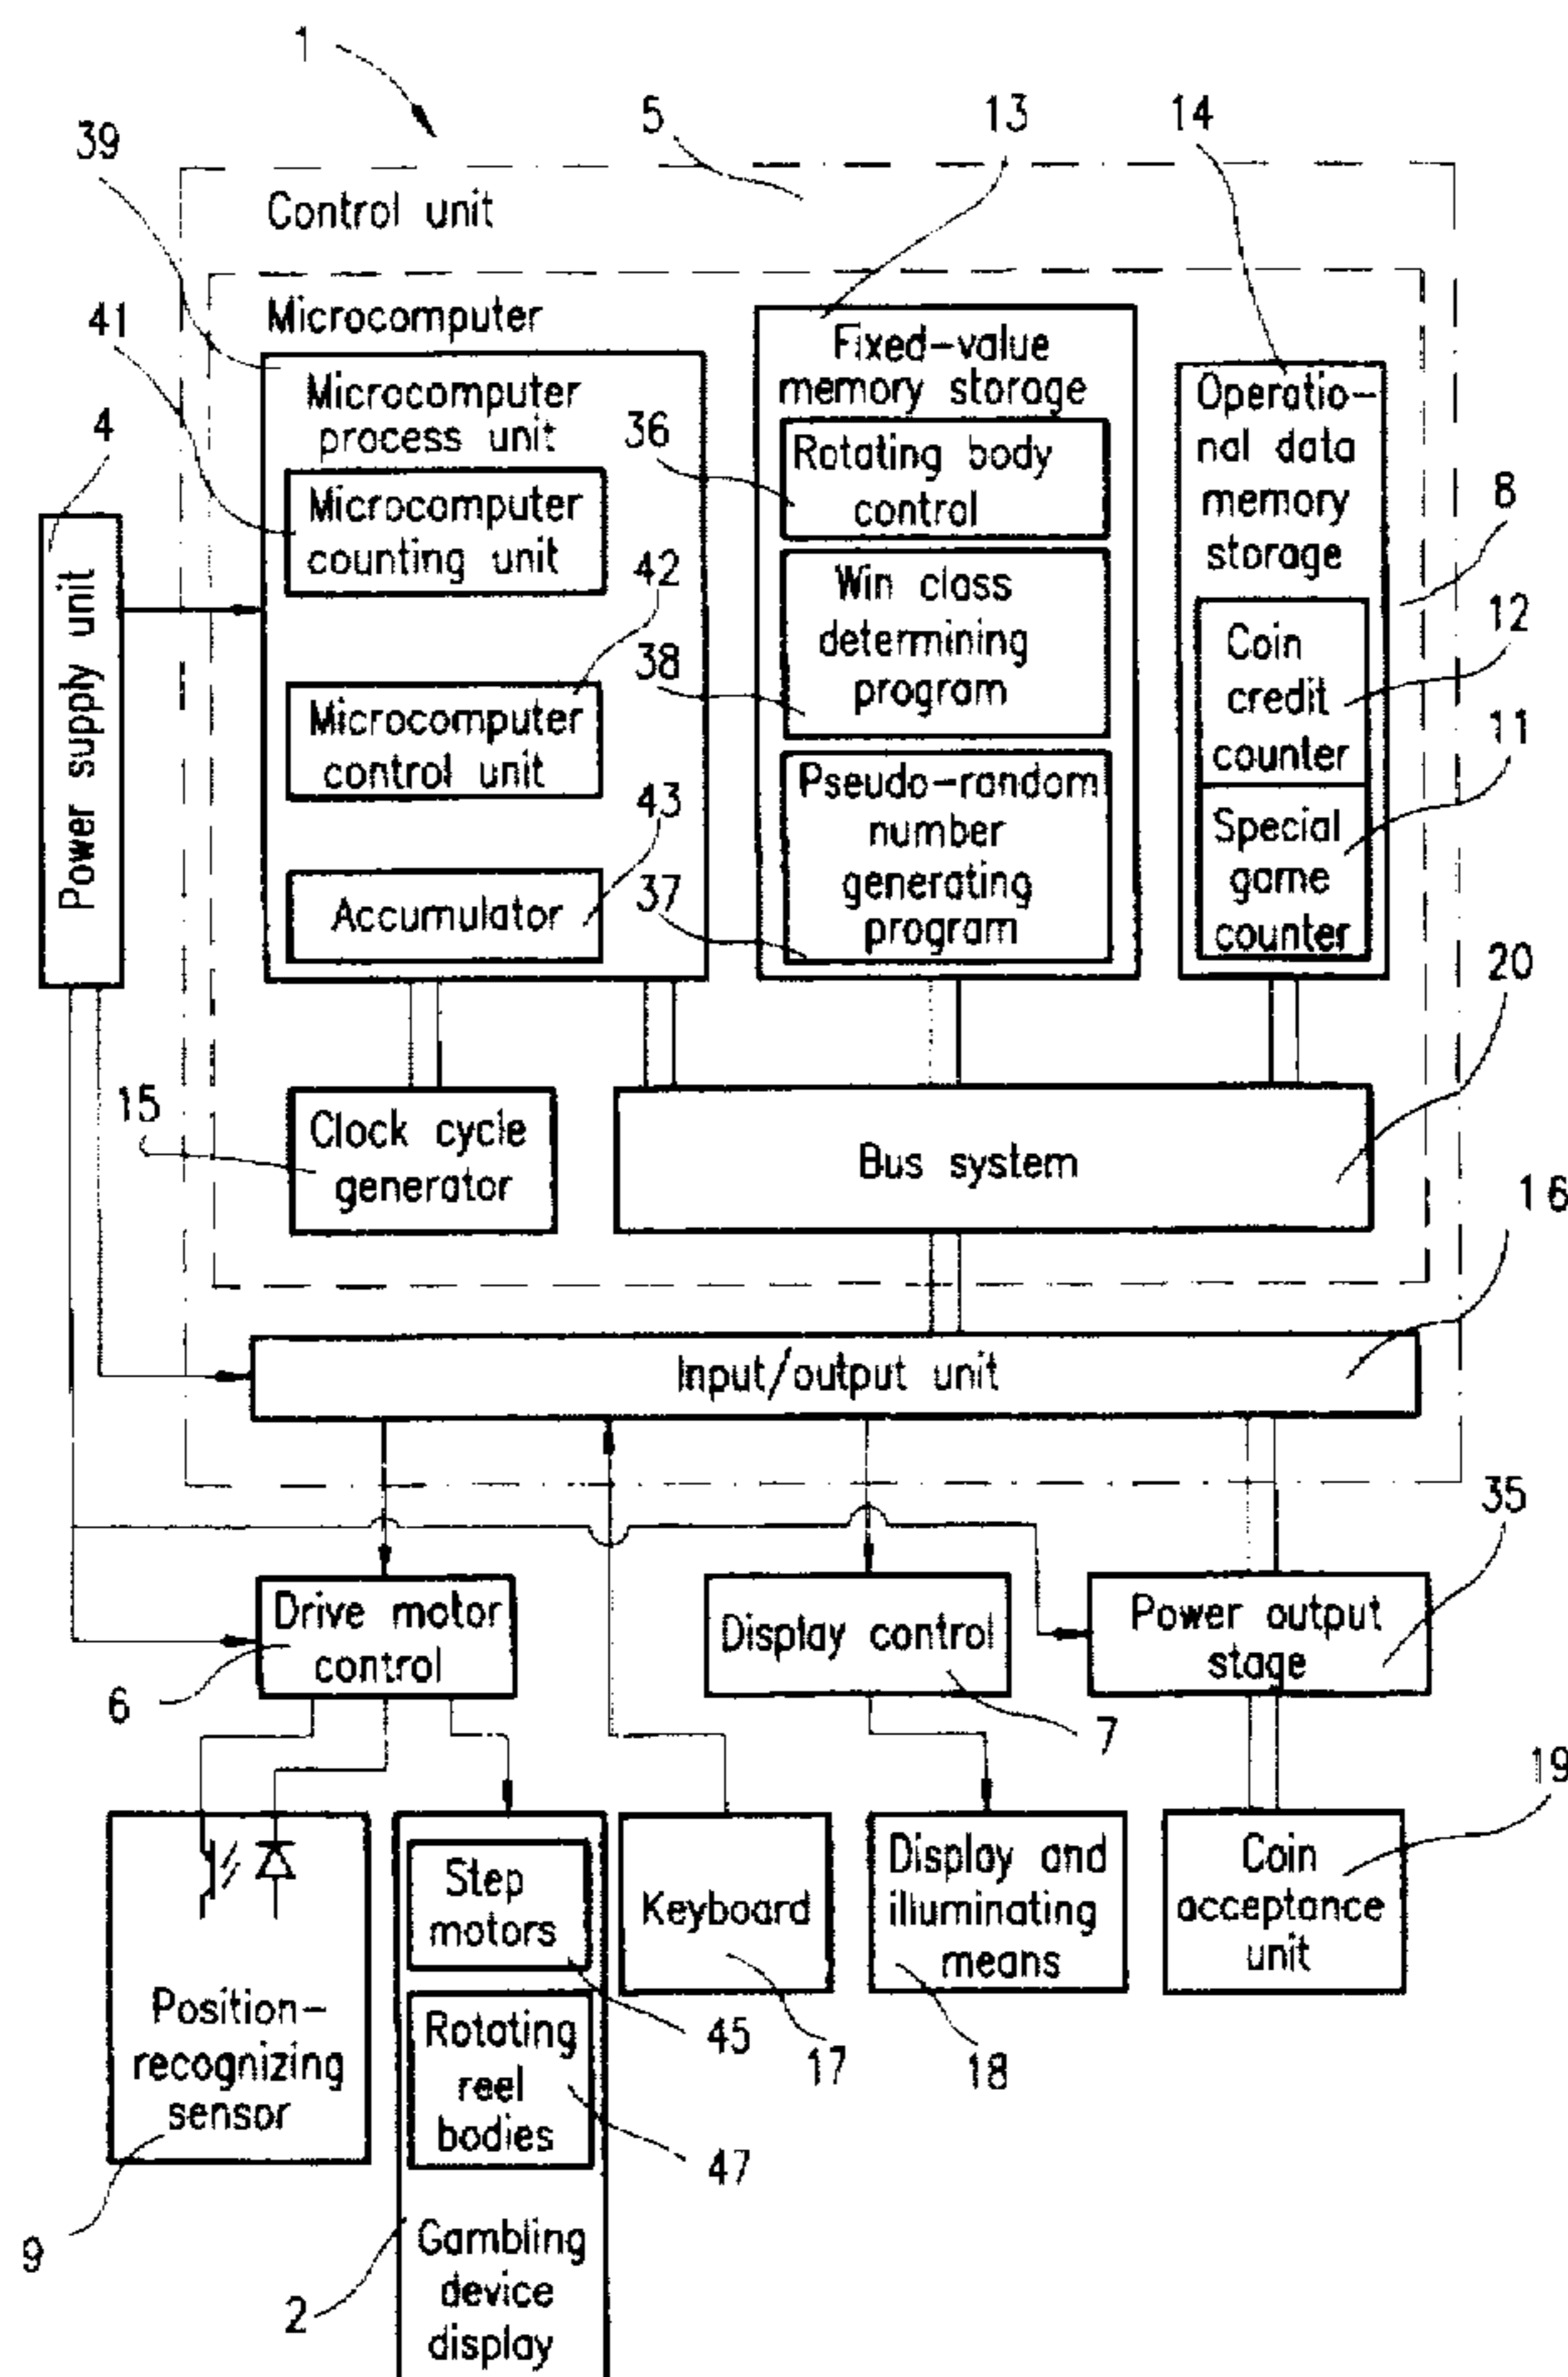 1
5
13
14
39
Control unit
41
Microcomputer
4
Microcomputer
process unit
Microcomputer
counting unit
42
Microcomputer
control unit
43
Accumulator
Fixed-value
memory storage
36
Rotating body
control
Win class
determining
program
38
Pseudo-random
number
generating
program
37
Operatio-
nal data
memory
storage
8
Coin
credit
counter
12
Special
game
counter
11
20
Power supply unit
15
Clock cycle
generator
Bus system
16
Input/output unit
35
Drive motor
control
6
Display control
7
Power output
stage
19
Position-
recognizing
sensor
9
Step
motors
45
Rotating
reel
bodies
47
Gambling
device
display
2
Keyboard
17
Display and
illuminating
means
18
Coin
acceptance
unit